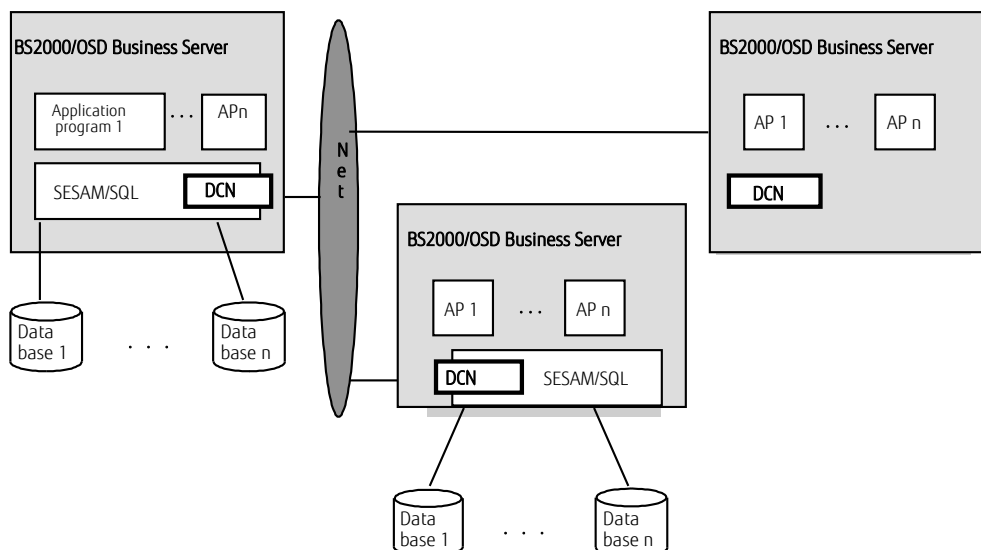 BS2000/OSD Business Server
Application
program 1
. . .
APn
SESAM/SQL
DCN
Data
base 1
. . .
Data
base n
N
e
t
BS2000/OSD Business Server
AP 1
. . .
AP n
DCN
SESAM/SQL
Data
base 1
. . .
Data
base n
BS2000/OSD Business Server
AP 1
. . .
AP n
DCN